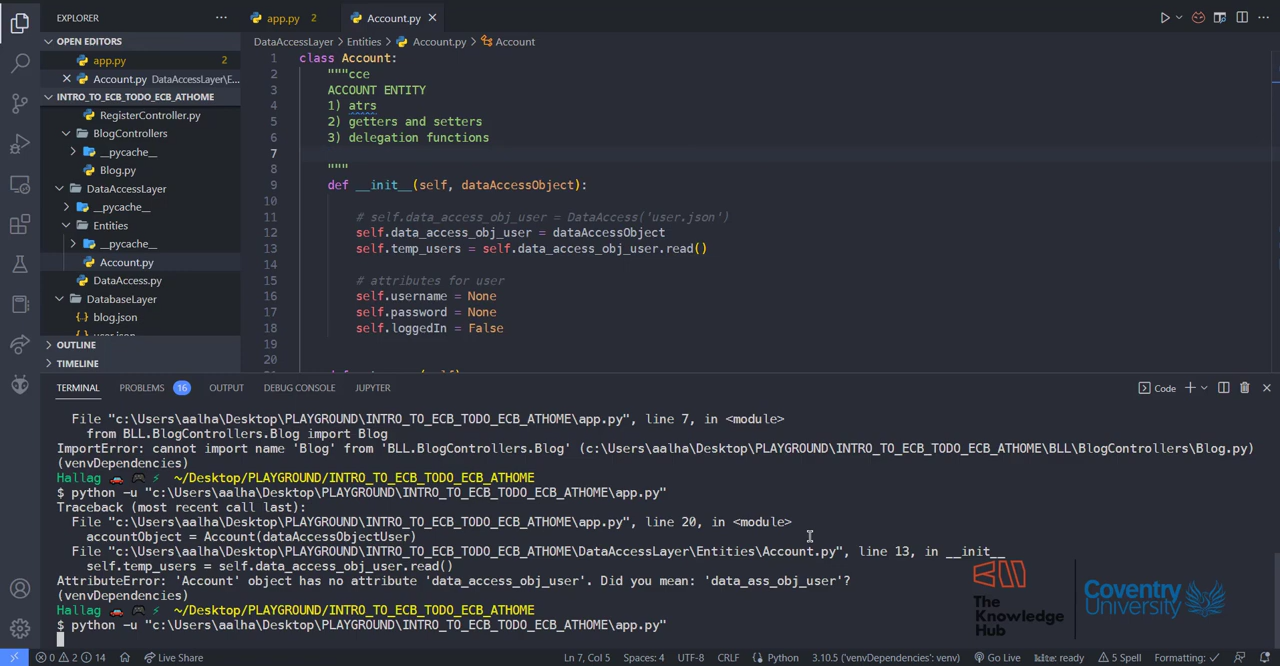 EXPLORER
app.py 2
Account.py
OPEN EDITORS
app.py 2
Account.py DataAccessLayer\E...
INTRO_TO_ECB_TODO_ECB_ATHOME
RegisterController.py
BlogControllers
__pycache__
Blog.py
DataAccessLayer
__pycache__
Entities
__pycache__
Account.py
DataAccess.py
DatabaseLayer
blog.json
user.json
OUTLINE
TIMELINE
DataAccessLayer > Entities > Account.py > Account
1 class Account:
2 """cce
3 ACCOUNT ENTITY
4 1) atrs
5 2) getters and setters
6 3) delegation functions
7
8 """
9 def __init__(self, dataAccessObject):
10
11 # self.data_access_obj_user = DataAccess('user.json')
12 self.data_access_obj_user = dataAccessObject
13 self.temp_users = self.data_access_obj_user.read()
14
15 # attributes for user
16 self.username = None
17 self.password = None
18 self.loggedIn = False
19
20
TERMINAL PROBLEMS 16 OUTPUT DEBUG CONSOLE JUPYTER Code
File "c:\Users\aalha\Desktop\PLAYGROUND\INTRO_TO_ECB_TODO_ECB_ATHOME\app.py", line 7, in <module>
from BLL.BlogControllers.Blog import Blog
ImportError: cannot import name 'Blog' from 'BLL.BlogControllers.Blog' (c:\Users\aalha\Desktop\PLAYGROUND\INTRO_TO_ECB_TODO_ECB_ATHOME\BLL\BlogControllers\Blog.py)
(venvDependencies)
Hallag ~/Desktop/PLAYGROUND/INTRO_TO_ECB_TODO_ECB_ATHOME
$ python -u "c:\Users\aalha\Desktop\PLAYGROUND\INTRO_TO_ECB_TODO_ECB_ATHOME\app.py"
Traceback (most recent call last):
File "c:\Users\aalha\Desktop\PLAYGROUND\INTRO_TO_ECB_TODO_ECB_ATHOME\app.py", line 20, in <module>
accountObject = Account(dataAccessObjectUser)
File "c:\Users\aalha\Desktop\PLAYGROUND\INTRO_TO_ECB_TODO_ECB_ATHOME\DataAccessLayer\Entities\Account.py", line 13, in __init__
self.temp_users = self.data_access_obj_user.read()
AttributeError: 'Account' object has no attribute 'data_access_obj_user'. Did you mean: 'data_ass_obj_user'?
(venvDependencies)
Hallag ~/Desktop/PLAYGROUND/INTRO_TO_ECB_TODO_ECB_ATHOME
$ python -u "c:\Users\aalha\Desktop\PLAYGROUND\INTRO_TO_ECB_TODO_ECB_ATHOME\app.py"
The
Knowledge
Hub
Coventry
University
0 2 14 Live Share Ln 7, Col 5 Spaces: 4 UTF-8 CRLF Python 3.10.5 ('venvDependencies': venv) Go Live kite: ready 5 Spell Formatting: ✓